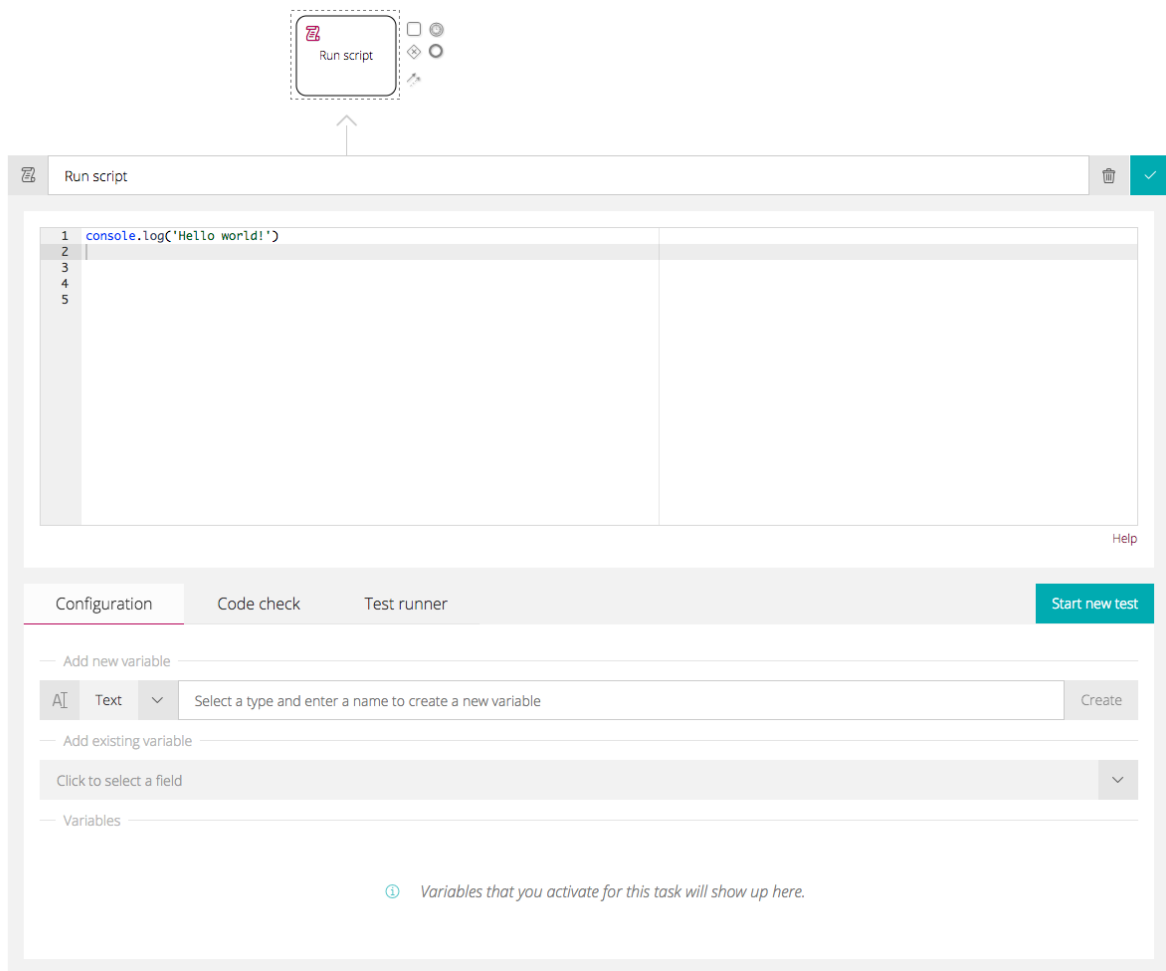 Run script
Run script
1 console.log('Hello world!')
2
3
4
5
Help
Configuration Code check Test runner Start new test
Add new variable
Text Select a type and enter a name to create a new variable Create
Add existing variable
Click to select a field
Variables
Variables that you activate for this task will show up here.